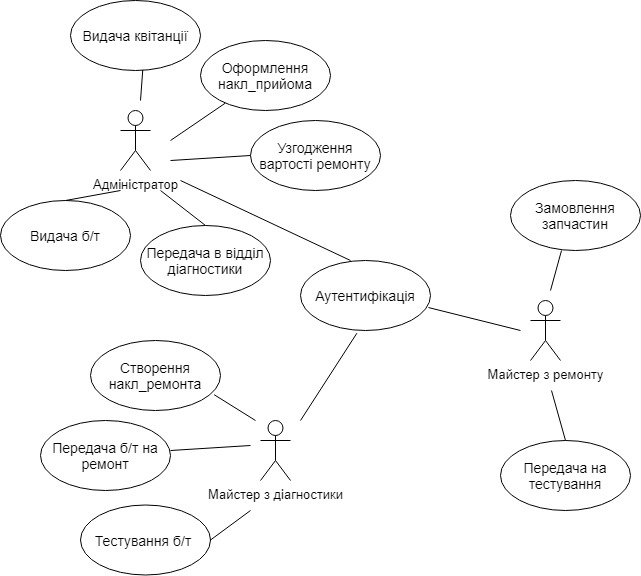 Видача квітанції
Оформлення
накл_прийома
Узгодження
вартості ремонту
Адміністратор
Видача б/т
Передача в відділ
діагностики
Замовлення
запчастин
Аутентифікація
Майстер з ремонту
Створення
накл_ремонта
Передача б/т на
ремонт
Майстер з діагностики
Передача на
тестування
Тестування б/т